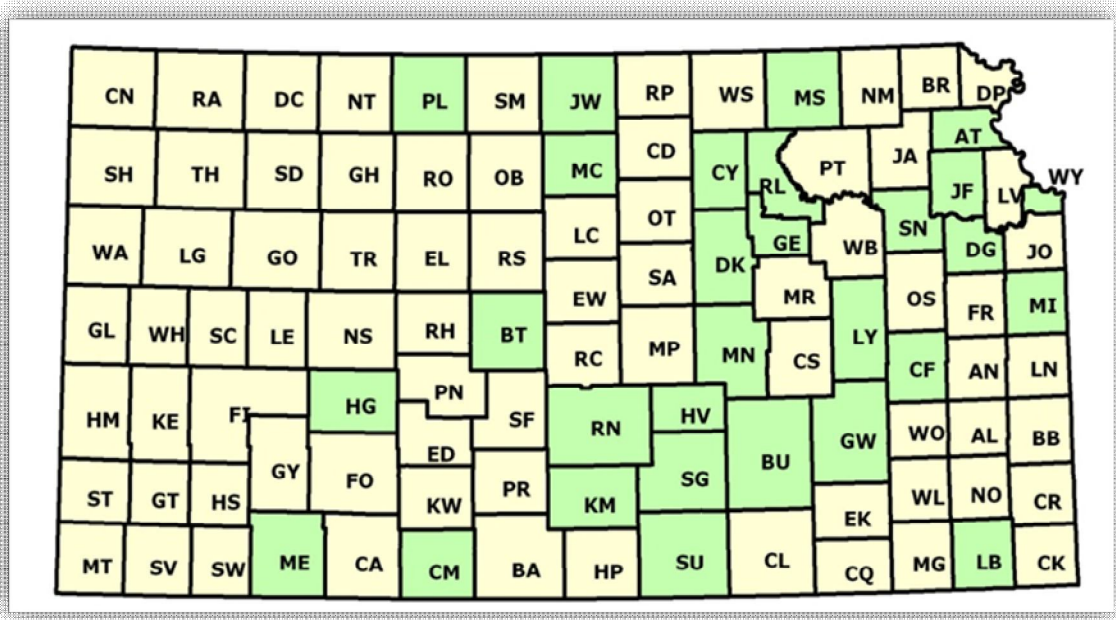 CN RA DC NT PL SM JW RP WS MS NM BR DP
SH TH SD GH RO OB MC CD CY RL PT JA AT JF LV WY
WA LG GO TR EL RS LC OT DK GE WB SN DG JO
GL WH SC LE NS RH BT EW SA MR LY OS FR MI
HM KE FI HG PN SF RC MP MN CS CF AN LN
GY ED RN HV BU GW WO AL BB
ST GT HS FO KW PR KM SG EK WL NO CR
MT SV SW ME CA CM BA HP SU CL CQ MG LB CK